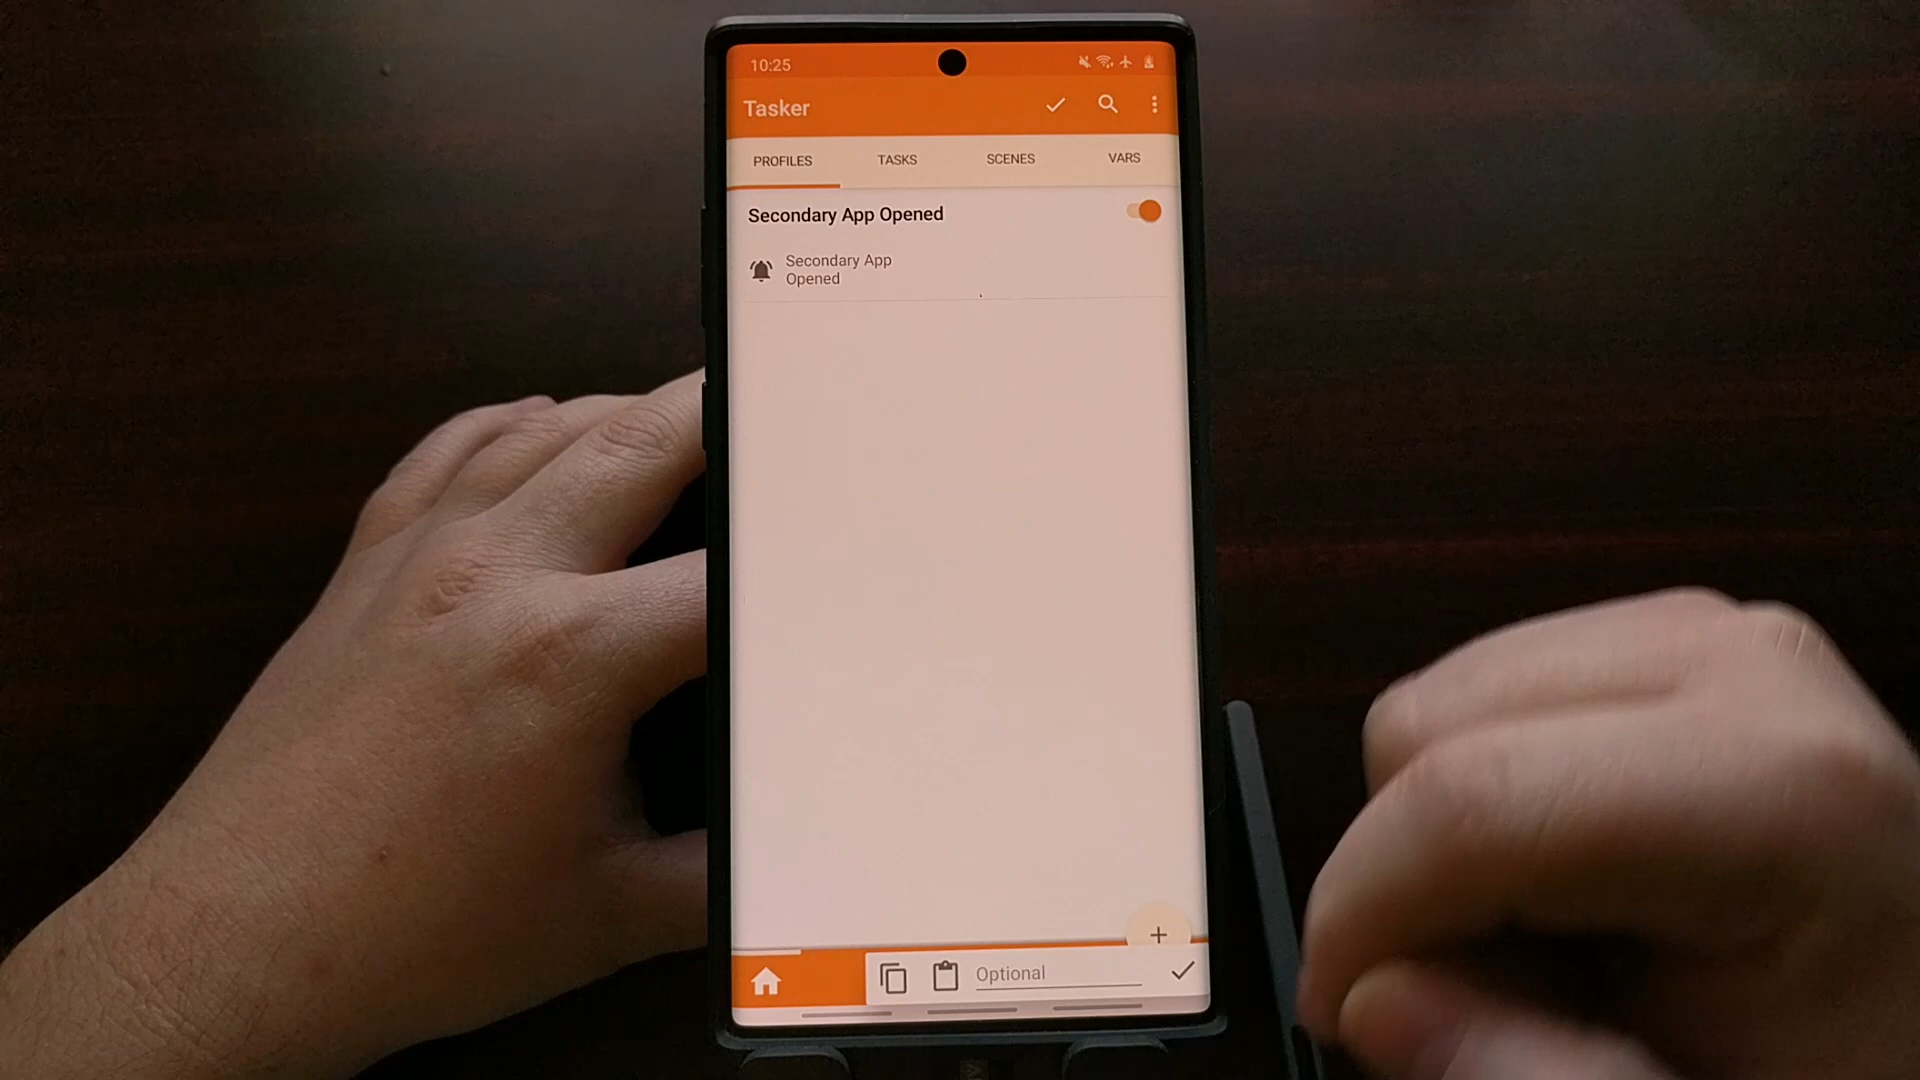 10:25
Tasker
PROFILES
TASKS
SCENES
VARS
Secondary App Opened
Secondary App
Opened
Optional